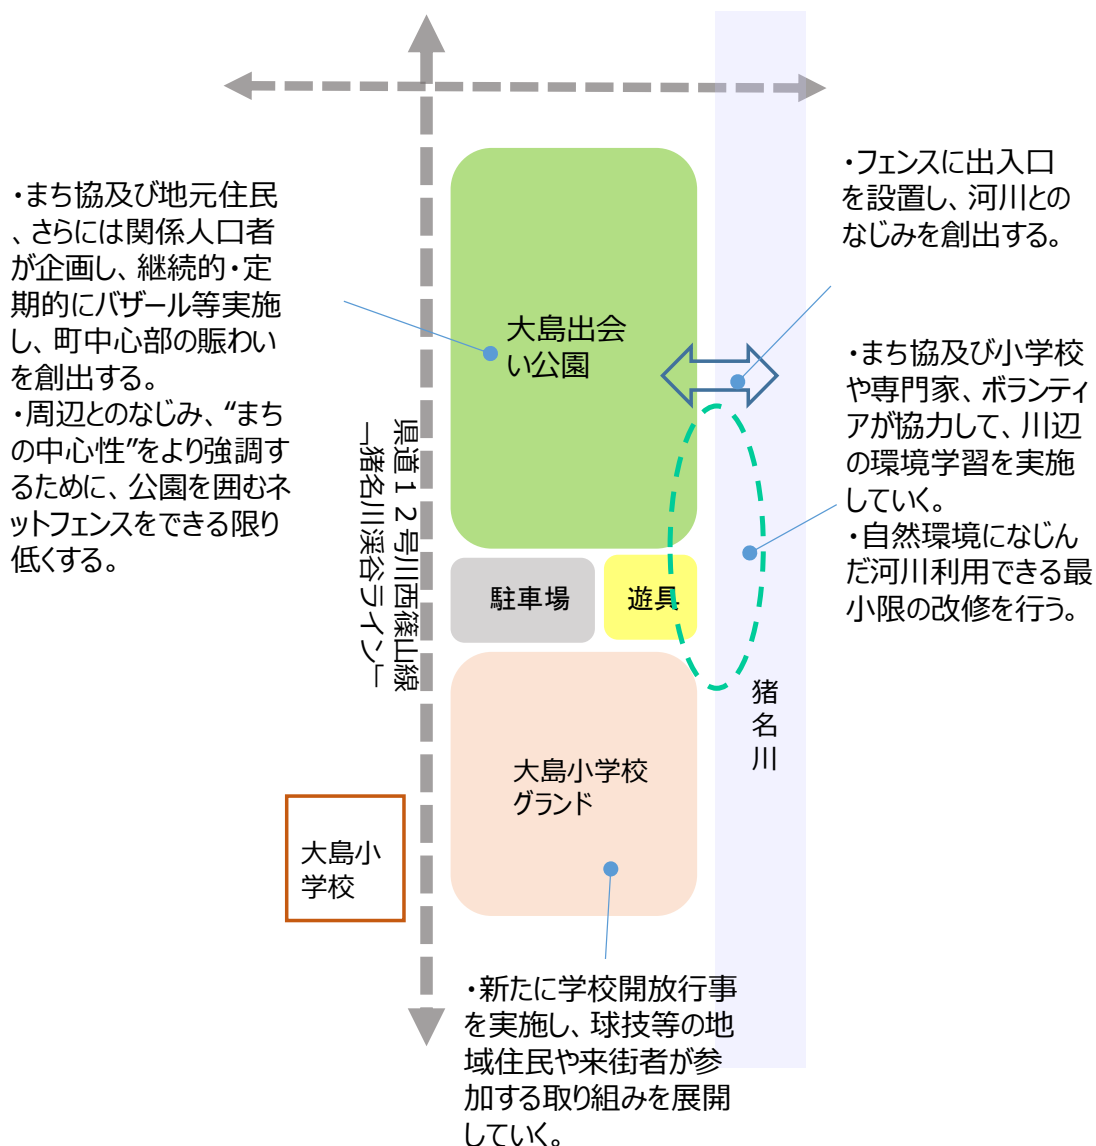 ・まち協及び地元住民
、さらには関係人口者
が企画し、継続的・定
期的にバザール等実施
し、町中心部の賑わい
を創出する。
・周辺とのなじみ、“まち
の中心性”をより強調す
るために、公園を囲むネ
ットフェンスをできる限り
低くする。
県道１２号川西篠山線
「猪名川渓谷ライン」
大島出会
い公園
・フェンスに出入口
を設置し、河川との
なじみを創出する。
・まち協及び小学校
や専門家、ボランティ
アが協力して、川辺
の環境学習を実施
していく。
・自然環境になじん
だ河川利用できる最
小限の改修を行う。
駐車場
遊具
猪名川
大島小学校
グランド
大島小
学校
・新たに学校開放行事
を実施し、球技等の地
域住民や来街者が参
加する取り組みを展開
していく。